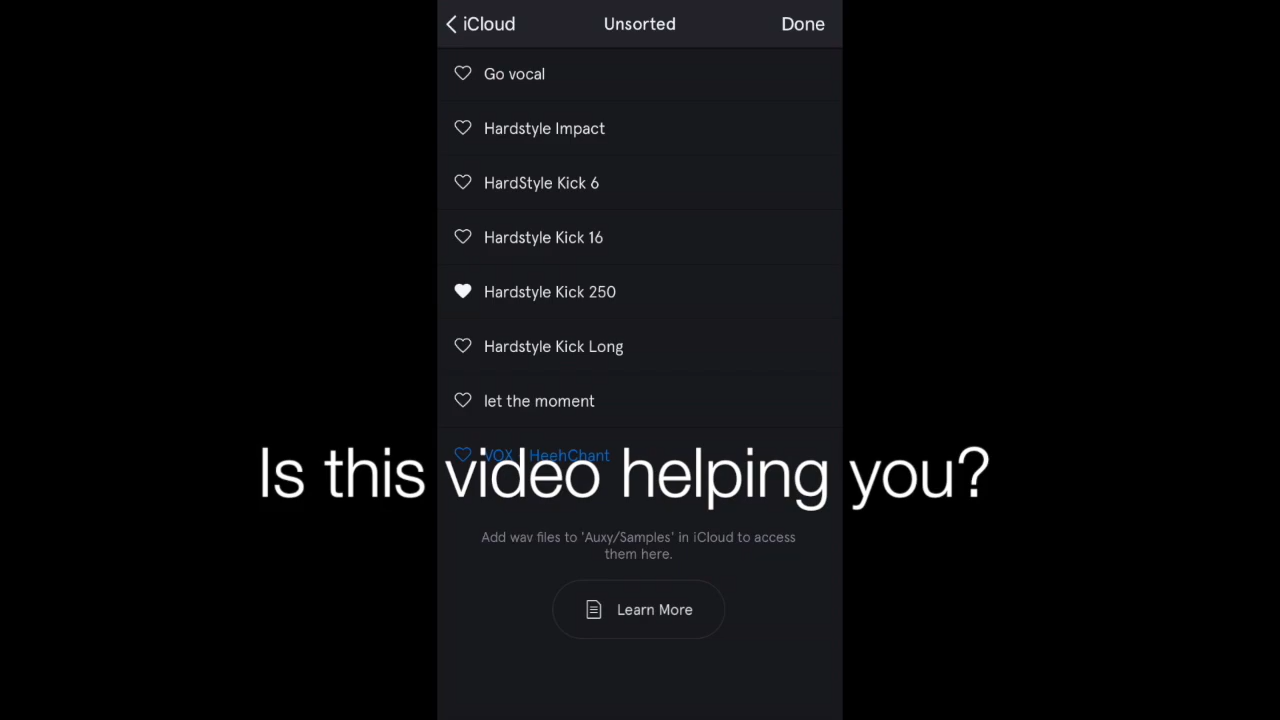 iCloud
Unsorted
Done
Go vocal
Hardstyle Impact
HardStyle Kick 6
Hardstyle Kick 16
Hardstyle Kick 250
Hardstyle Kick Long
let the moment
VOX HeehChant
Is this video helping you?
Add wav files to 'Auxy/Samples' in iCloud to access
them here.
Learn More